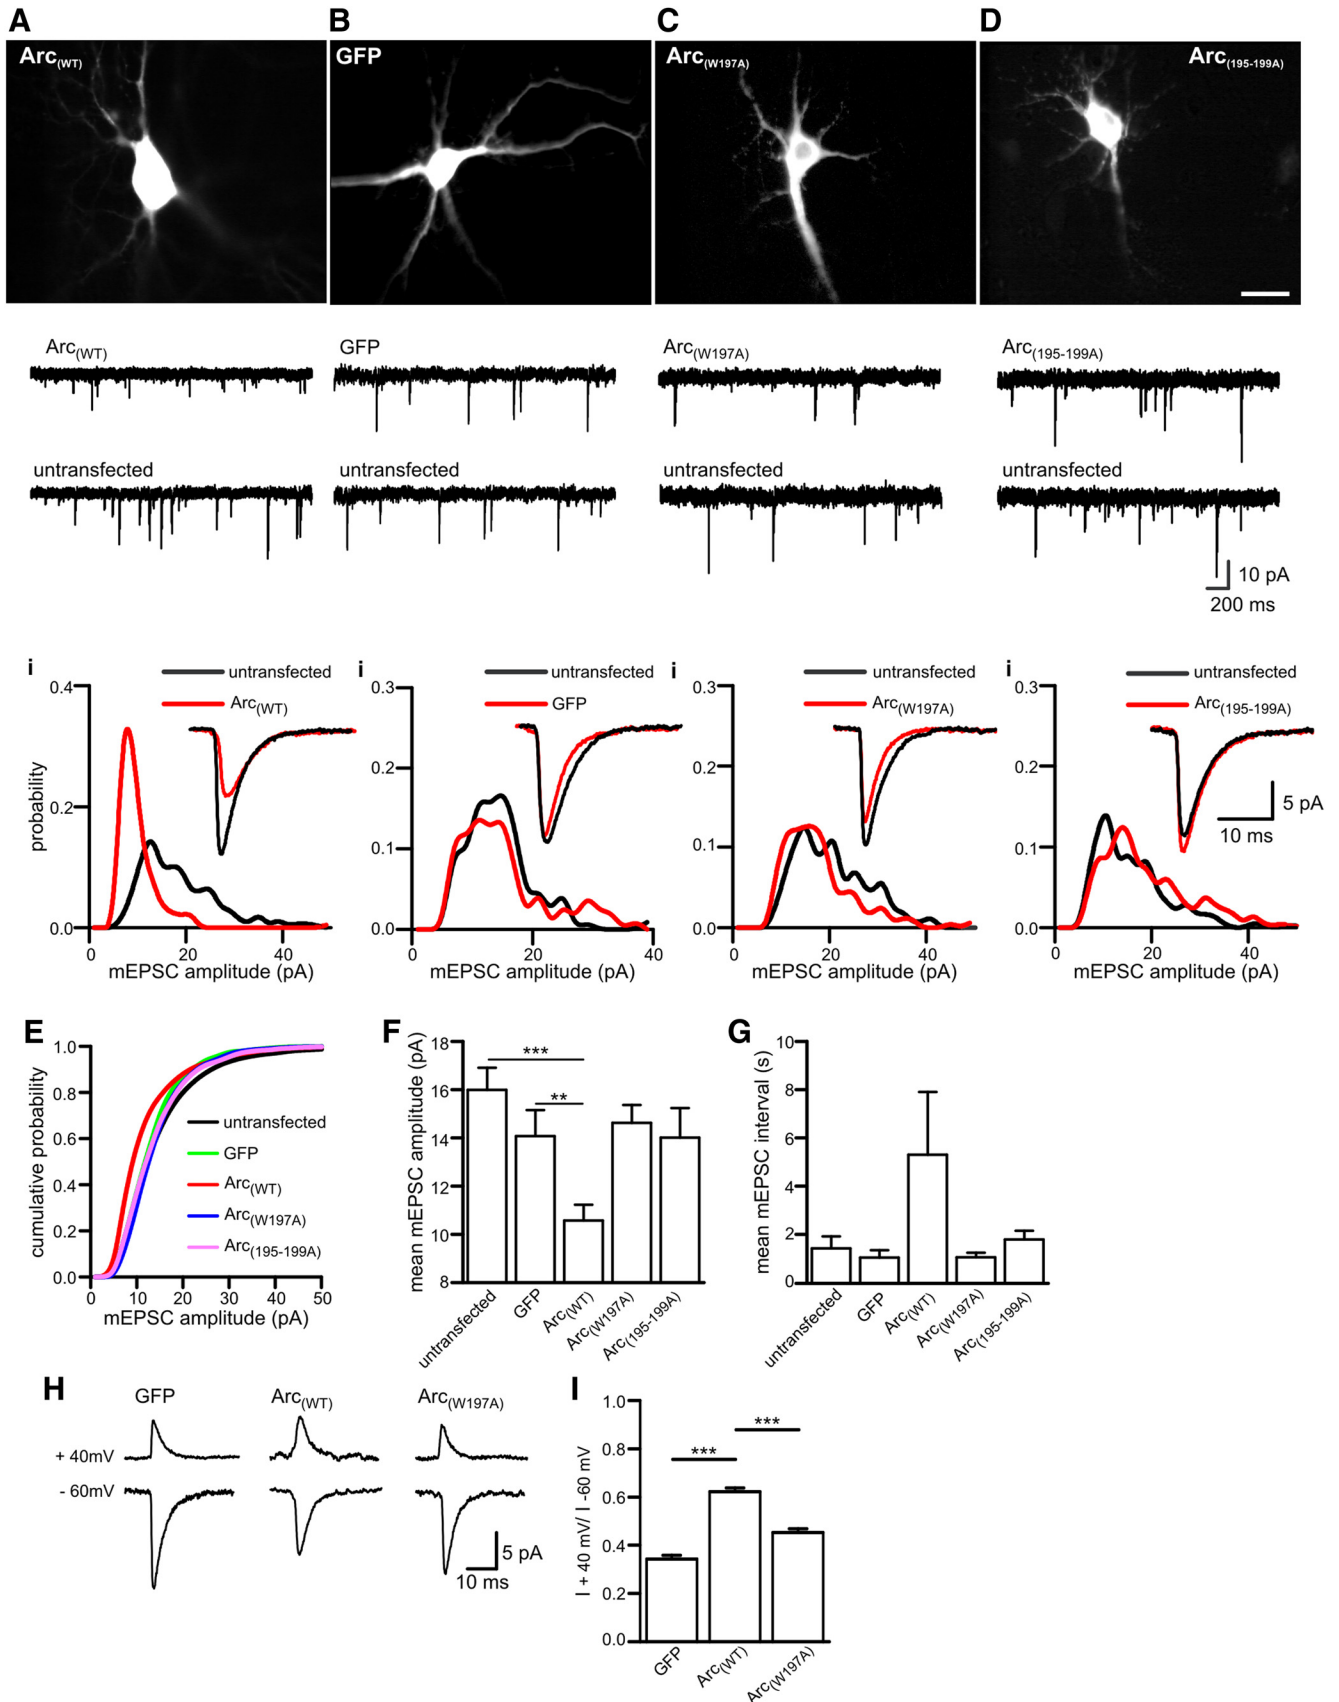 A B C D
Arc(WT) GFP Arc(W197A) Arc(195-199A)
Arc(WT) GFP Arc(W197A) Arc(195-199A)
untransfected untransfected untransfected untransfected
10 pA
200 ms
i i i i
untransfected untransfected untransfected untransfected
Arc(WT) GFP Arc(W197A) Arc(195-199A)
0.4 0.3 0.3 0.3
0.2 0.2 0.2
5 pA
10 ms
probability
0.2 0.1 0.1 0.1
0.0 0.0 0.0 0.0
0 20 40 0 20 40 0 20 40 0 20 40
mEPSC amplitude (pA) mEPSC amplitude (pA) mEPSC amplitude (pA) mEPSC amplitude (pA)
E
cumulative probability
1.0
0.8
0.6
0.4
0.2
0.0
untransfected
GFP
Arc(WT)
Arc(W197A)
Arc(195-199A)
0 10 20 30 40 50
mEPSC amplitude (pA)
F
mean mEPSC amplitude (pA)
18
16
14
12
10
8
***
**
untransfected GFP Arc(WT) Arc(W197A) Arc(195-199A)
G
mean mEPSC interval (s)
10
8
6
4
2
0
untransfected GFP Arc(WT) Arc(W197A) Arc(195-199A)
H
GFP Arc(WT) Arc(W197A)
+ 40mV
- 60mV
5 pA
10 ms
I
I + 40 mV/ I -60 mV
1.0
0.8
0.6
0.4
0.2
0.0
***
***
GFP Arc(WT) Arc(W197A)